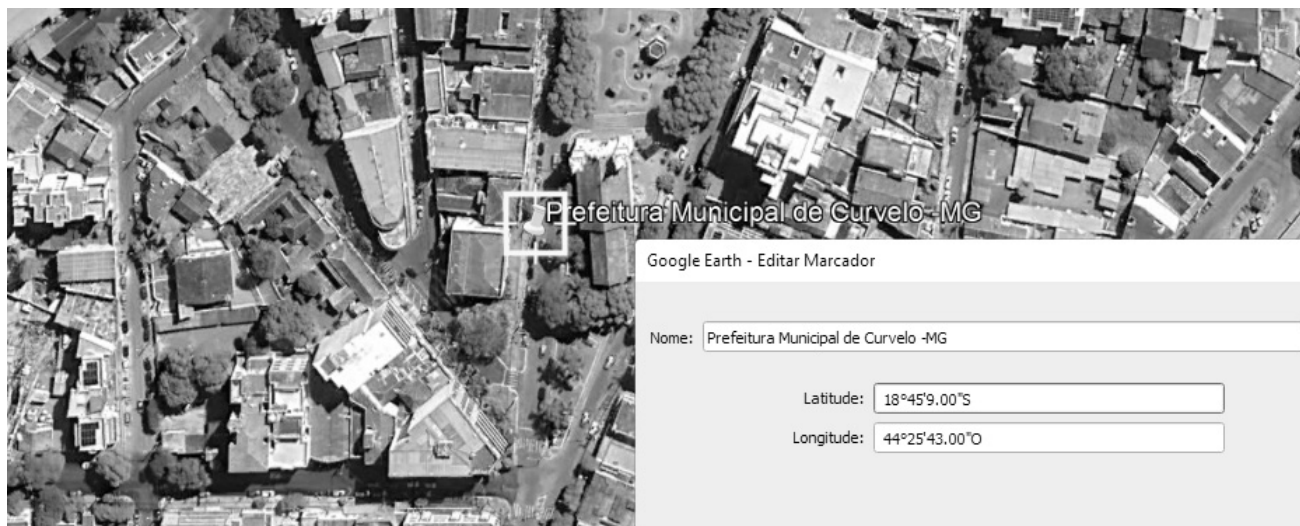 Prefeitura Municipal de Curvelo -MG
Google Earth - Editar Marcador
Nome: Prefeitura Municipal de Curvelo -MG
Latitude: 18°45'9.00"S
Longitude: 44°25'43.00"O